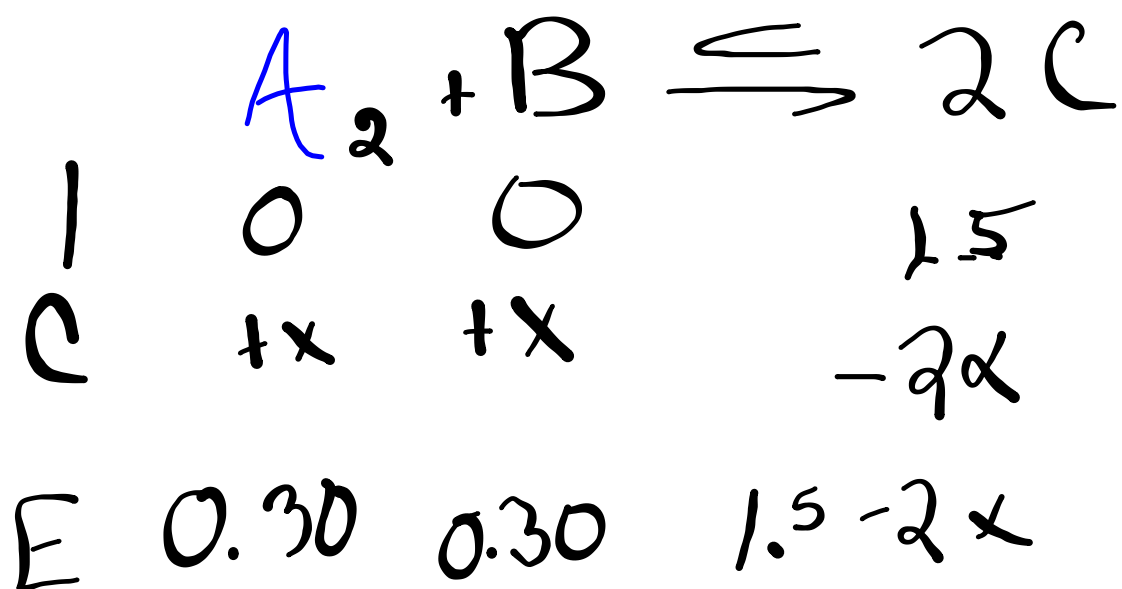 A₂ + B ⇌ 2C
I 0 0 1.5
C +x +x -2x
E 0.30 0.30 1.5-2x